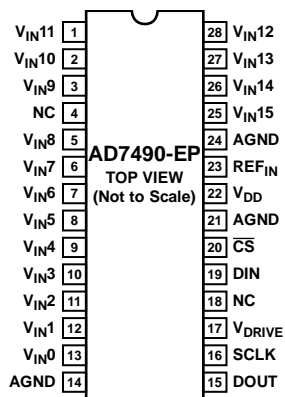 VIN11 1
VIN10 2
VIN9 3
NC 4
VIN8 5
VIN7 6
VIN6 7
VIN5 8
VIN4 9
VIN3 10
VIN2 11
VIN1 12
VIN0 13
AGND 14
AD7490-EP
TOP VIEW
(Not to Scale)
28 VIN12
27 VIN13
26 VIN14
25 VIN15
24 AGND
23 REFIN
22 VDD
21 AGND
20 C̅S̅
19 DIN
18 NC
17 VDRIVE
16 SCLK
15 DOUT